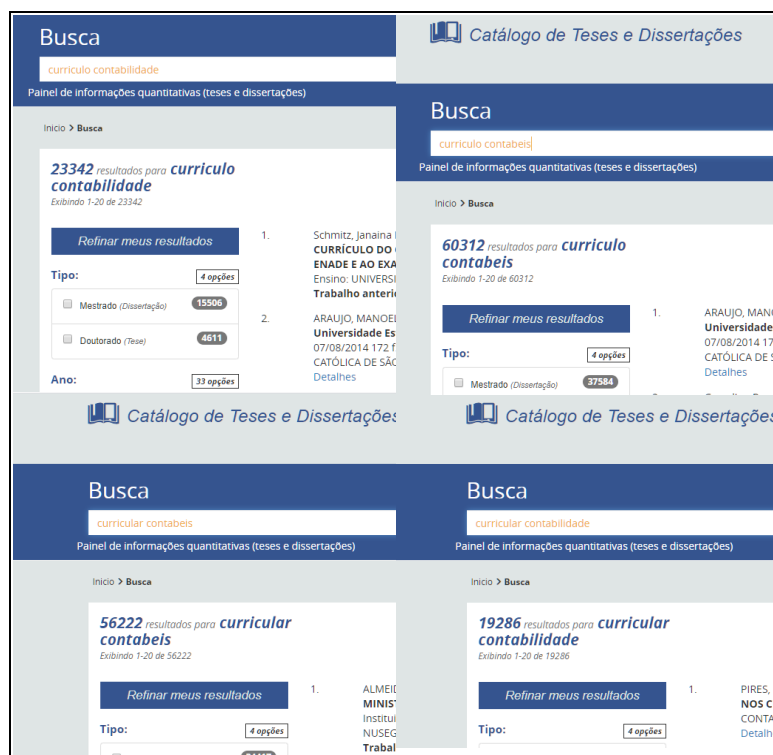 Busca
curriculo contabilidade
Painel de informações quantitativas (teses e dissertações)
Inicio > Busca
23342 resultados para curriculo
contabilidade
Exibindo 1-20 de 23342
Refinar meus resultados
Tipo:
4 opções
Mestrado (Dissertação) 15506
Doutorado (Tese) 4611
Ano:
33 opções
1. Schmitz, Janaina
CURRÍCULO DO
ENADE E AO EXA
Ensino: UNIVERSI
Trabalho anterio
2. ARAUJO, MANOEL
Universidade Es
07/08/2014 172 f
CATÓLICA DE SÃO
Detalhes
Catálogo de Teses e Dissertações
Busca
curriculo contabeis
Painel de informações quantitativas (teses e dissertações)
Inicio > Busca
60312 resultados para curriculo
contabeis
Exibindo 1-20 de 60312
Refinar meus resultados
Tipo:
4 opções
Mestrado (Dissertação) 37584
1. ARAUJO, MANO
Universidade
07/08/2014 17
CATÓLICA DE S
Detalhes
Catálogo de Teses e Dissertações
Busca
curricular contabeis
Painel de informações quantitativas (teses e dissertações)
Inicio > Busca
56222 resultados para curricular
contabeis
Exibindo 1-20 de 56222
Refinar meus resultados
Tipo:
4 opções
1. ALMEID
MINIST
Institui
NUSEG
Trabal
Catálogo de Teses e Dissertações
Busca
curricular contabilidade
Painel de informações quantitativas (teses e dissertações)
Inicio > Busca
19286 resultados para curricular
contabilidade
Exibindo 1-20 de 19286
Refinar meus resultados
Tipo:
4 opções
1. PIRES,
NOS C
CONTA
Detalh